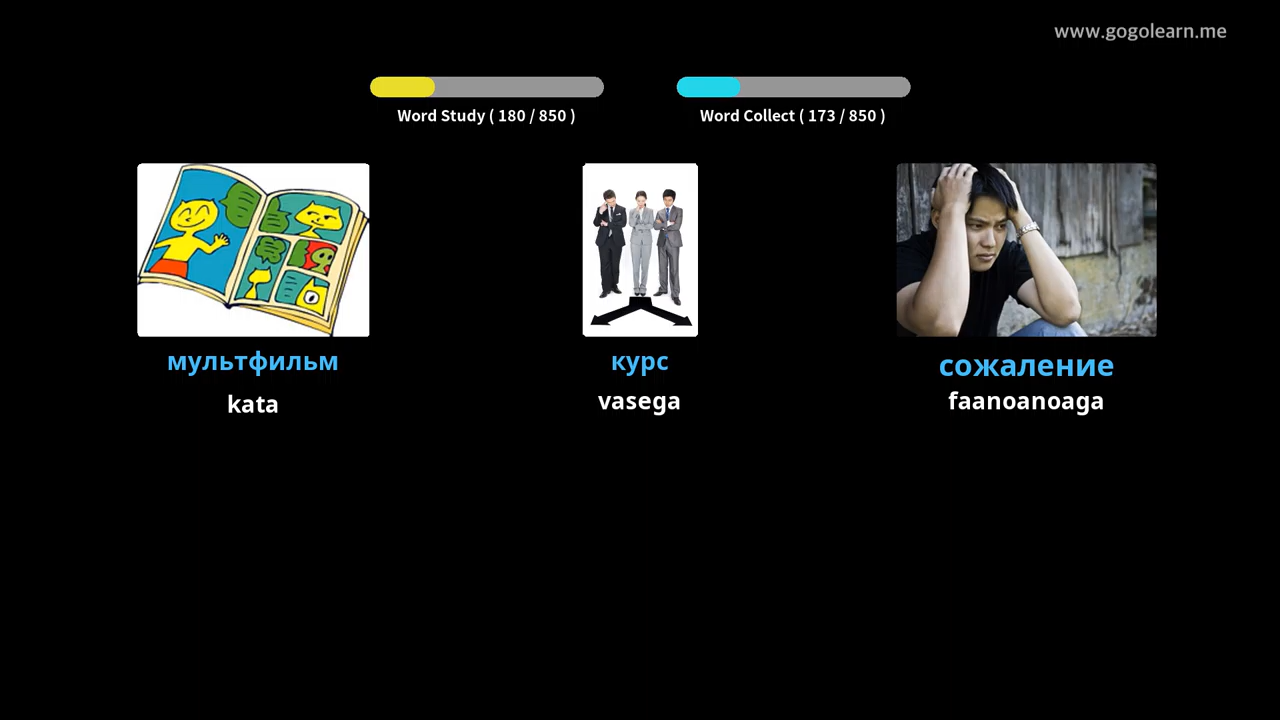 www.gogolearn.me
Word Study ( 180 / 850 )
Word Collect ( 173 / 850 )
мультфильм
kata
курс
vasega
сожаление
faanoanoaga